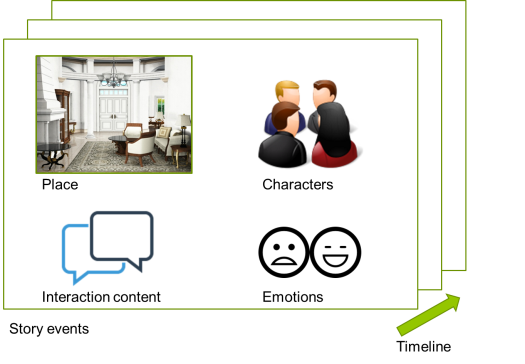 Place
Characters
Interaction content
Emotions
Story events
Timeline